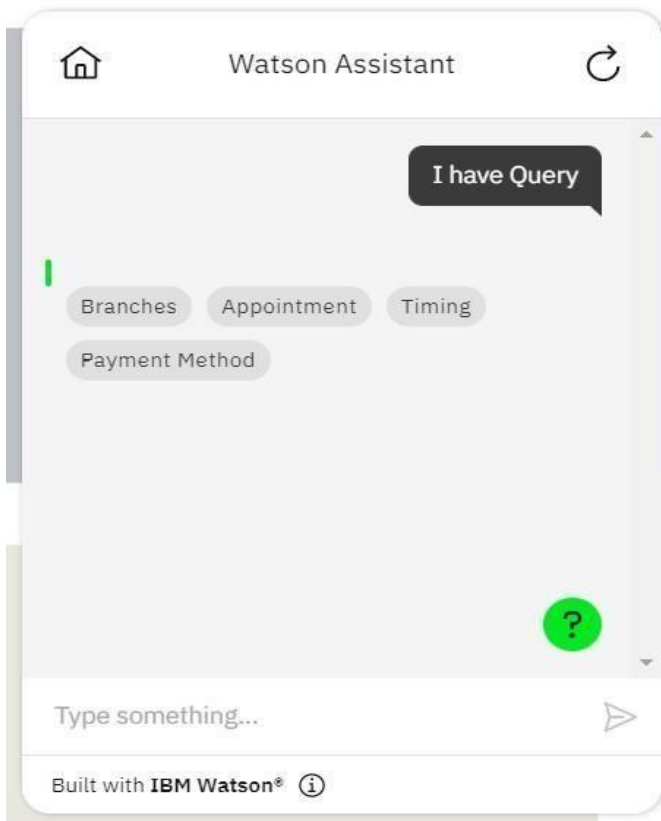 Watson Assistant
I have Query
Branches Appointment Timing
Payment Method
?
Type something...
Built with IBM Watson®